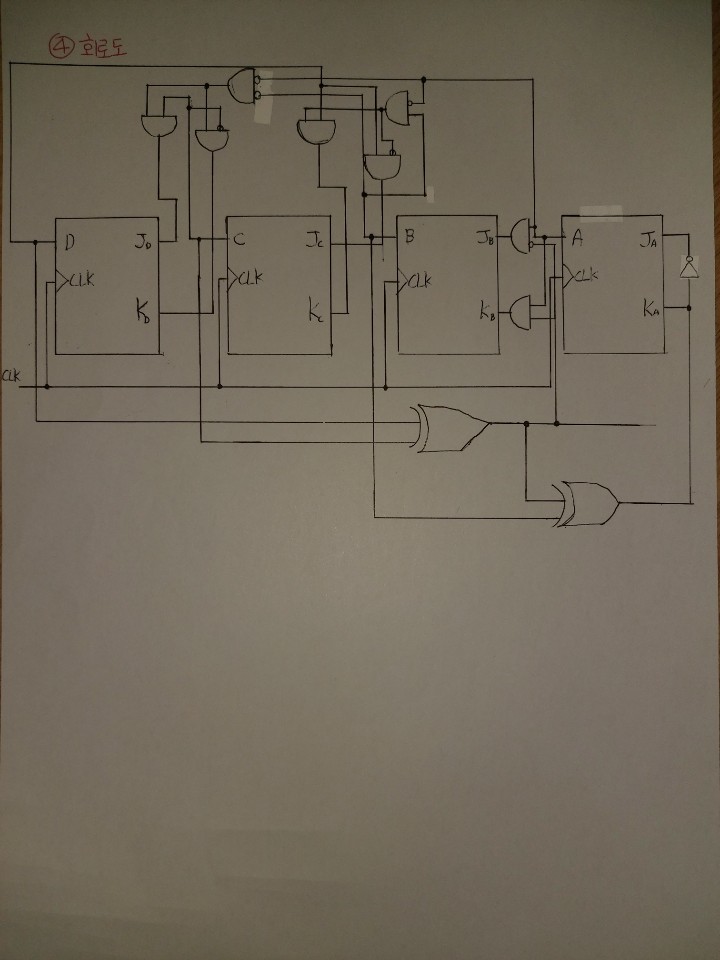 ④ 회로도
D J_D C J_C B J_B A J_A
CLK CLK CLK CLK
K_D K_C K_B K_A
CLK